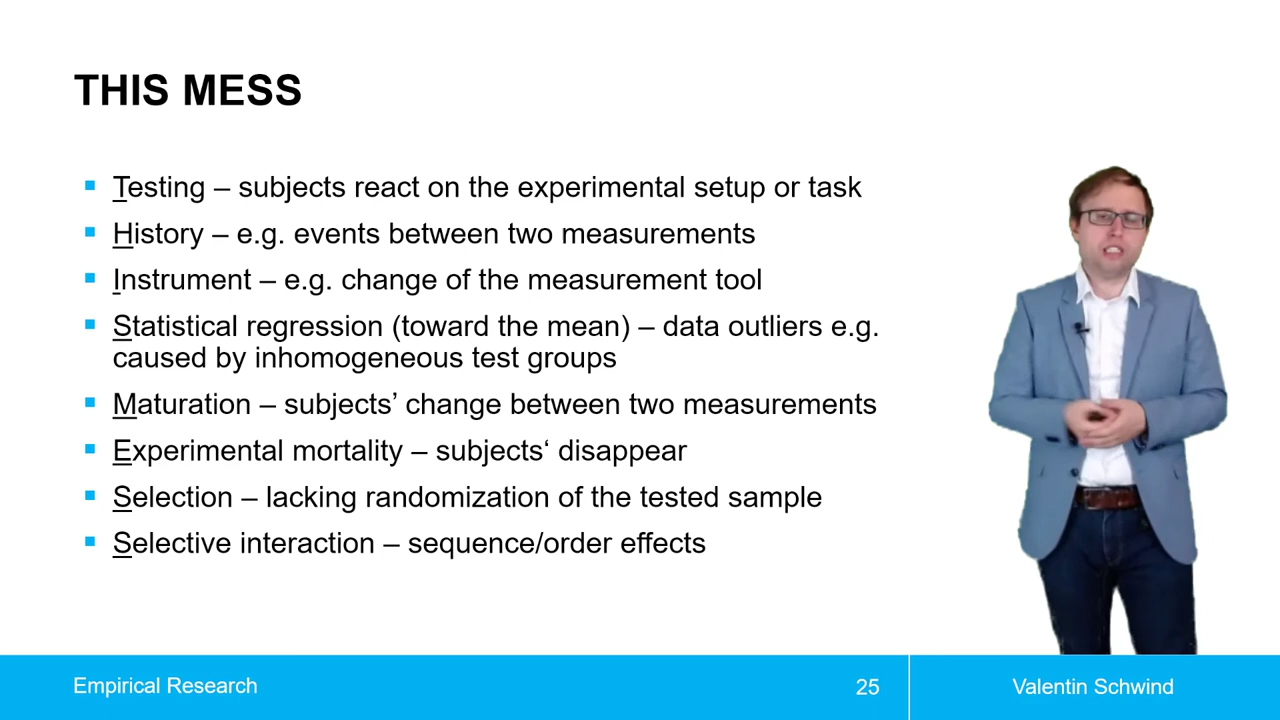 THIS MESS
Testing – subjects react on the experimental setup or task
History – e.g. events between two measurements
Instrument – e.g. change of the measurement tool
Statistical regression (toward the mean) – data outliers e.g.
caused by inhomogeneous test groups
Maturation – subjects’ change between two measurements
Experimental mortality – subjects‘ disappear
Selection – lacking randomization of the tested sample
Selective interaction – sequence/order effects
Empirical Research
25
Valentin Schwind